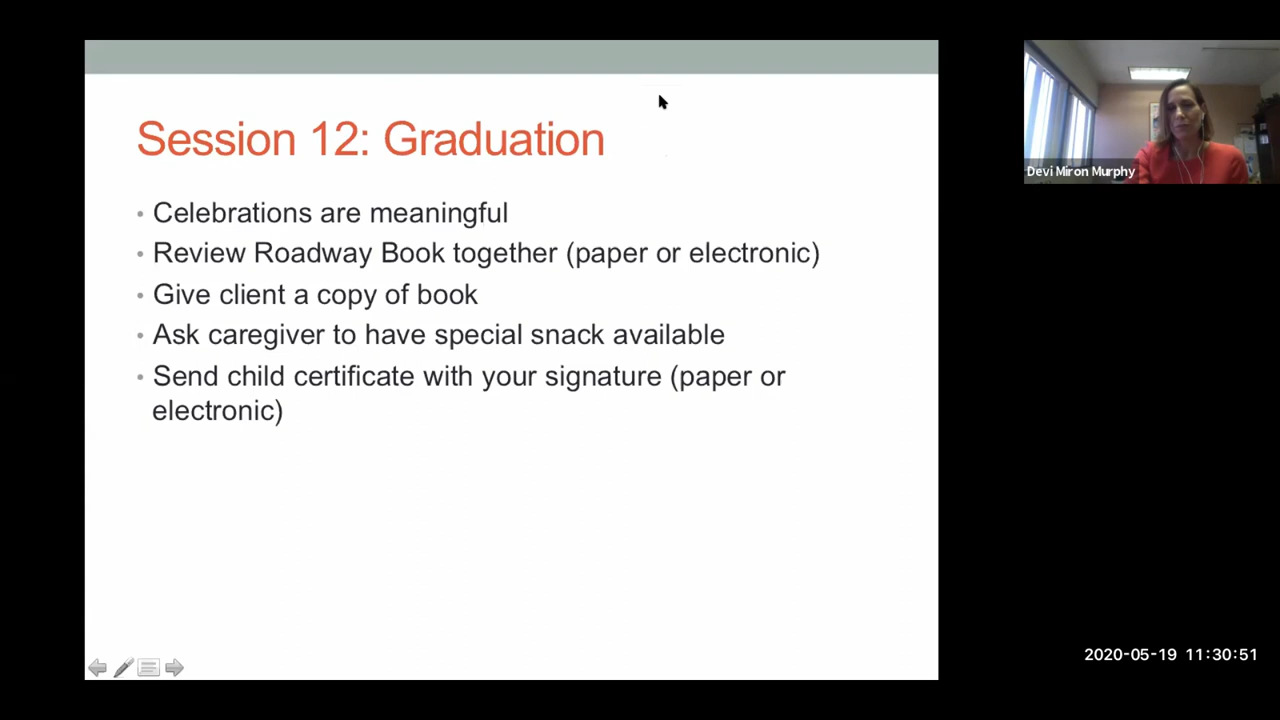 Session 12: Graduation
• Celebrations are meaningful
• Review Roadway Book together (paper or electronic)
• Give client a copy of book
• Ask caregiver to have special snack available
• Send child certificate with your signature (paper or
electronic)
Devi Miron Murphy
2020-05-19 11:30:51